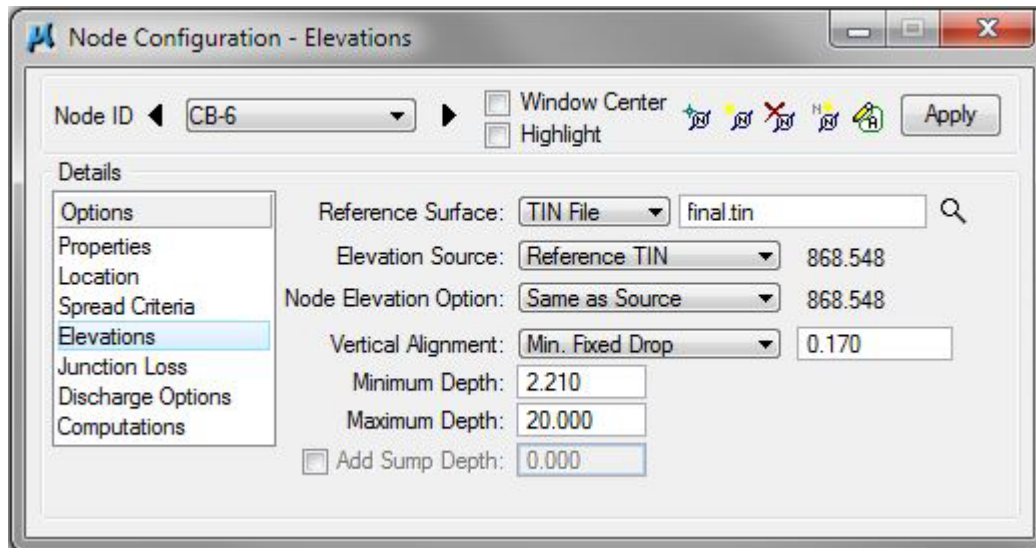 Node Configuration - Elevations
Node ID CB-6 Window Center Highlight Apply
Details
Options
Properties
Location
Spread Criteria
Elevations
Junction Loss
Discharge Options
Computations
Reference Surface: TIN File final.tin
Elevation Source: Reference TIN 868.548
Node Elevation Option: Same as Source 868.548
Vertical Alignment: Min. Fixed Drop 0.170
Minimum Depth: 2.210
Maximum Depth: 20.000
Add Sump Depth: 0.000